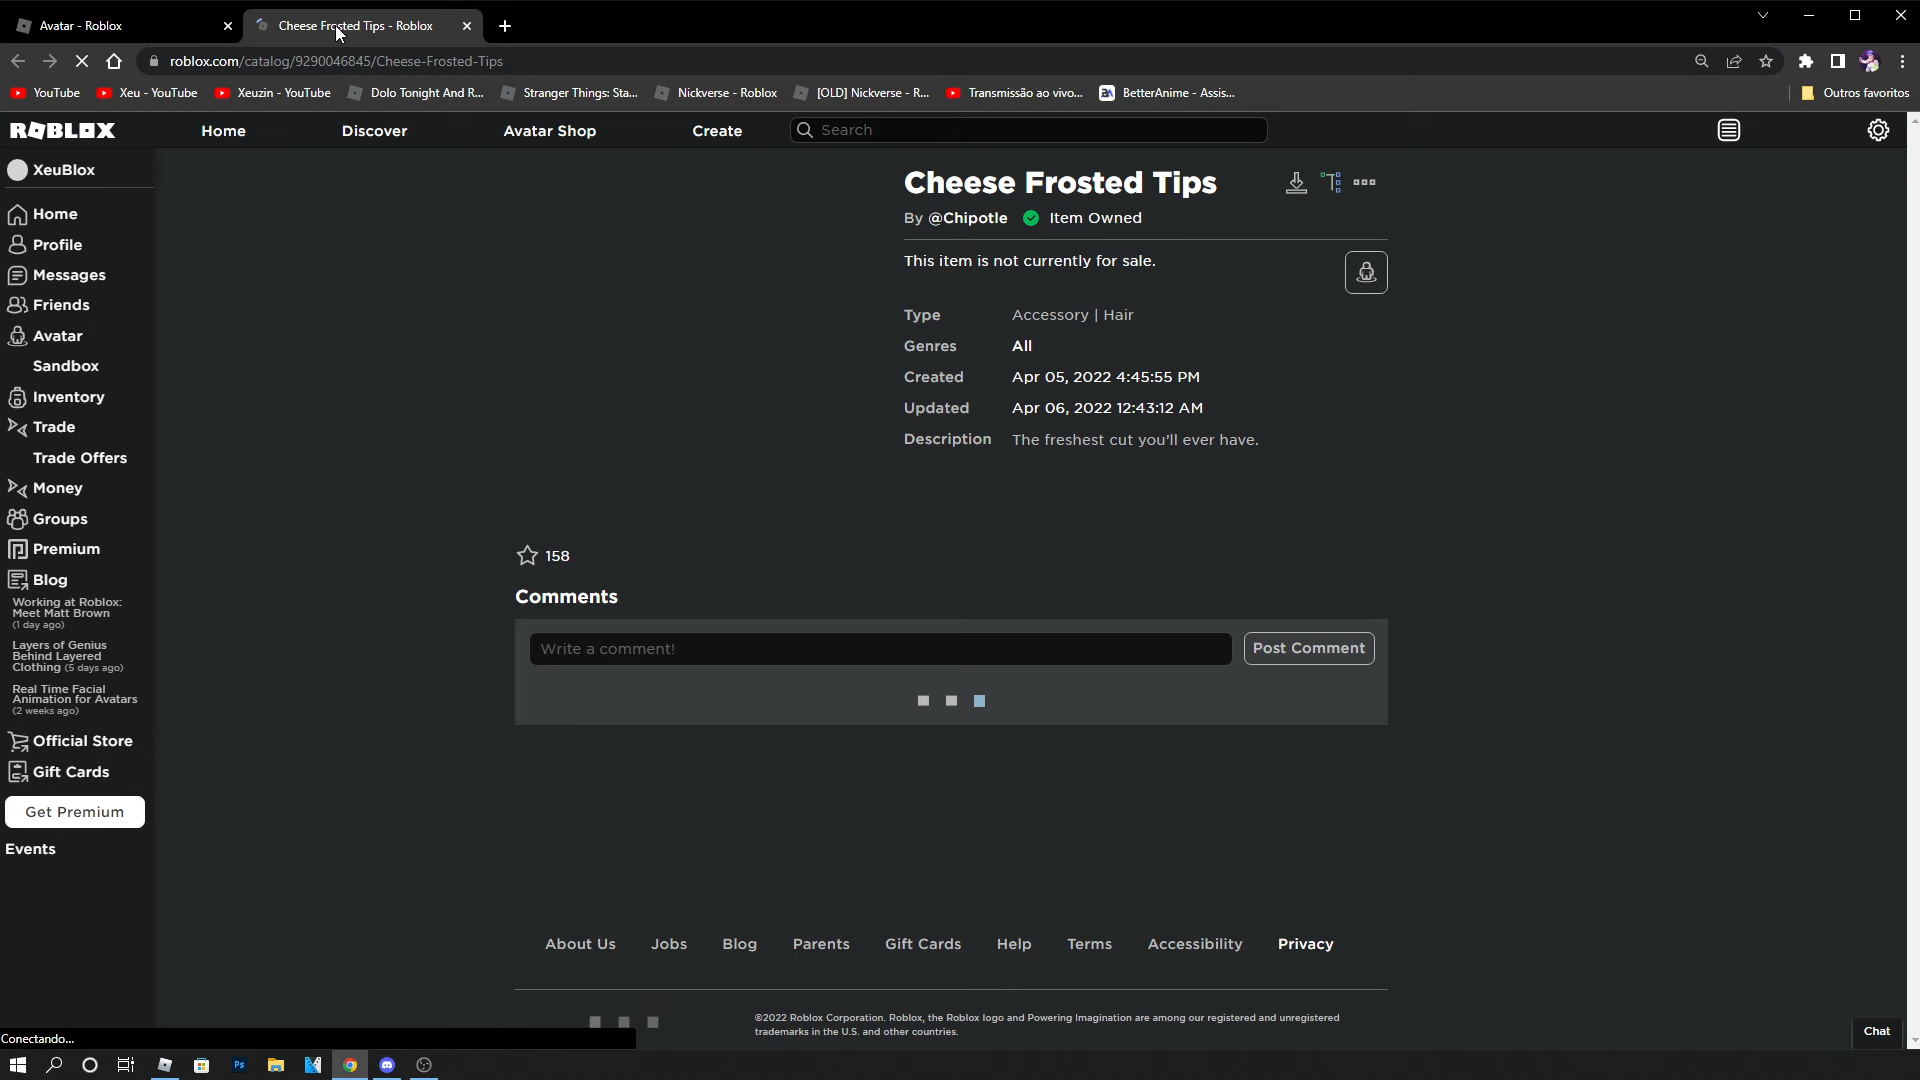 Avatar - Roblox
Cheese Frosted Tips - Roblox
roblox.com/catalog/9290046845/Cheese-Frosted-Tips
YouTube
Xeu - YouTube
Xeuzin - YouTube
Dolo Tonight And R...
Stranger Things: Sta...
Nickverse - Roblox
[OLD] Nickverse - R...
Transmissão ao vivo...
BetterAnime - Assis...
Outros favoritos
ROBLOX
Home
Discover
Avatar Shop
Create
Search
XeuBlox
Home
Profile
Messages
Friends
Avatar
Sandbox
Inventory
Trade
Trade Offers
Money
Groups
Premium
Blog
Working at Roblox:
Meet Matt Brown
(1 day ago)
Layers of Genius
Behind Layered
Clothing (5 days ago)
Real Time Facial
Animation for Avatars
(2 weeks ago)
Official Store
Gift Cards
Get Premium
Events
Cheese Frosted Tips
By @Chipotle Item Owned
This item is not currently for sale.
Type Accessory | Hair
Genres All
Created Apr 05, 2022 4:45:55 PM
Updated Apr 06, 2022 12:43:12 AM
Description The freshest cut you'll ever have.
158
Comments
Write a comment!
Post Comment
About Us Jobs Blog Parents Gift Cards Help Terms Accessibility Privacy
©2022 Roblox Corporation. Roblox, the Roblox logo and Powering Imagination are among our registered and unregistered
trademarks in the U.S. and other countries.
Chat
Conectando...
Ps